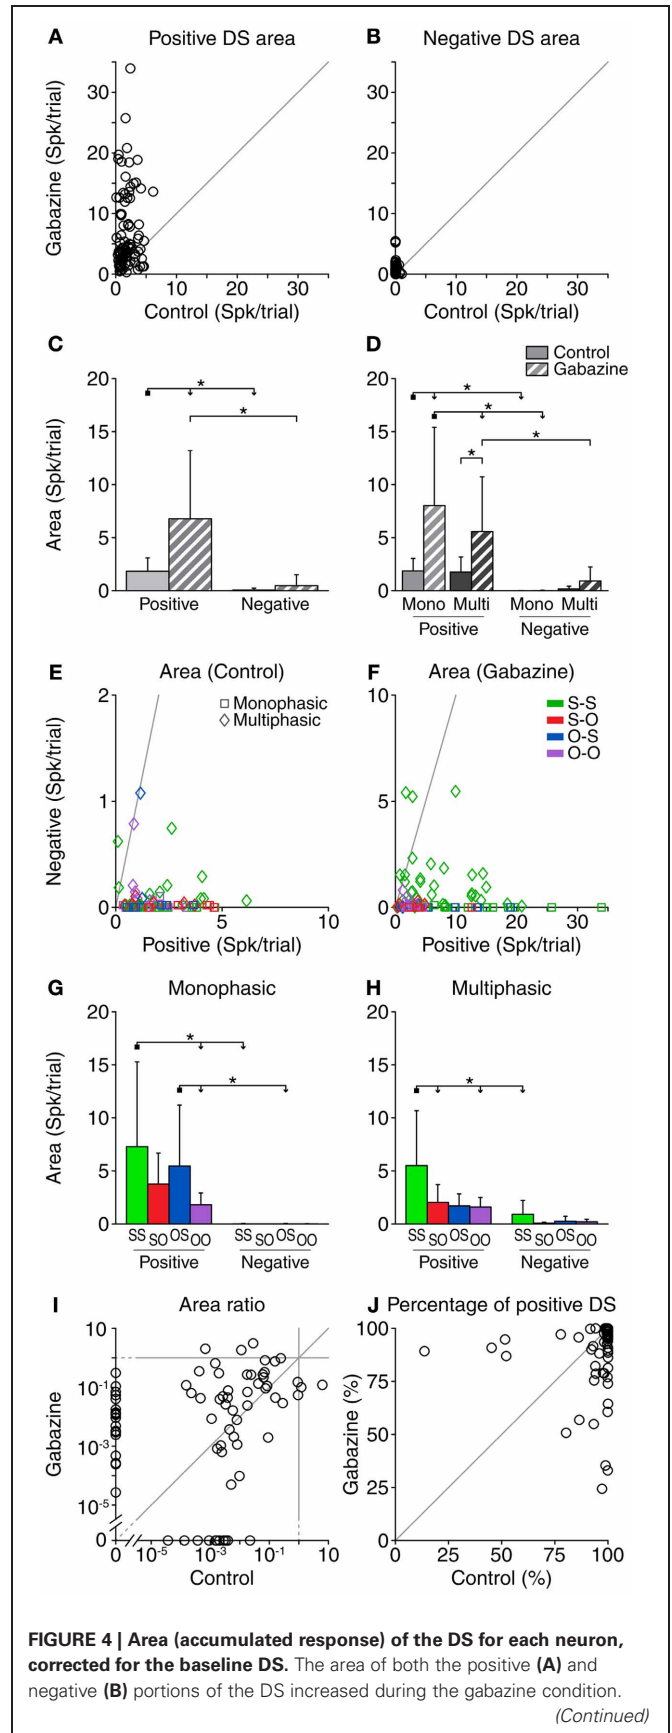 A Positive DS area
B Negative DS area
Gabazine (Spk/trial)
30
20
10
0
0 10 20 30
Control (Spk/trial)
30
20
10
0
0 10 20 30
Control (Spk/trial)
C
D
Control
Gabazine
Area (Spk/trial)
20
15
10
5
0
*
*
Positive Negative
20
15
10
5
0
*
*
*
*
Mono Multi Mono Multi
Positive Negative
E Area (Control)
F Area (Gabazine)
Negative (Spk/trial)
2
1
0
Monophasic
Multiphasic
0 5 10
Positive (Spk/trial)
10
5
0
S-S
S-O
O-S
O-O
0 10 20 30
Positive (Spk/trial)
G Monophasic
H Multiphasic
Area (Spk/trial)
20
15
10
5
0
*
*
SS SO OS OO SS SO OS OO
Positive Negative
20
15
10
5
0
*
SS SO OS OO SS SO OS OO
Positive Negative
I Area ratio
J Percentage of positive DS
Gabazine
10
10-1
10-3
10-5
0
0 10-5 10-3 10-1 10
Control
Gabazine (%)
100
75
50
25
0
0 25 50 75 100
Control (%)
FIGURE 4 | Area (accumulated response) of the DS for each neuron,
corrected for the baseline DS. The area of both the positive (A) and
negative (B) portions of the DS increased during the gabazine condition.
(Continued)